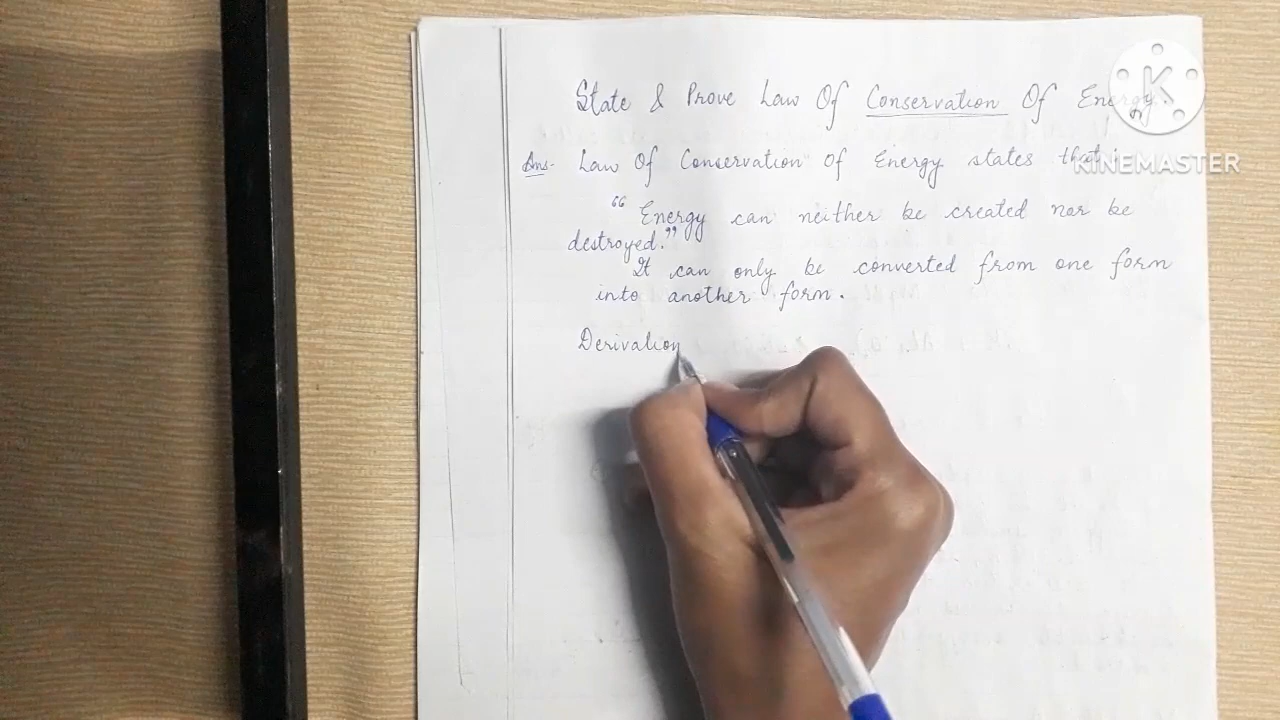 State & Prove Law Of Conservation Of Energy.
Ans- Law Of Conservation Of Energy states that :
“ Energy can neither be created nor be
destroyed.”
It can only be converted from one form
into another form.
Derivation
K
KINEMASTER